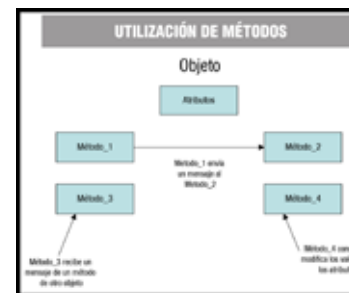 UTILIZACIÓN DE MÉTODOS
Objeto
Atributos
Método_1
Método_2
Método_1 envía
un mensaje al
Método_2
Método_3
Método_4
Método_3 recibe un
mensaje de un método
de otro objeto
Método_4
modifica los
los